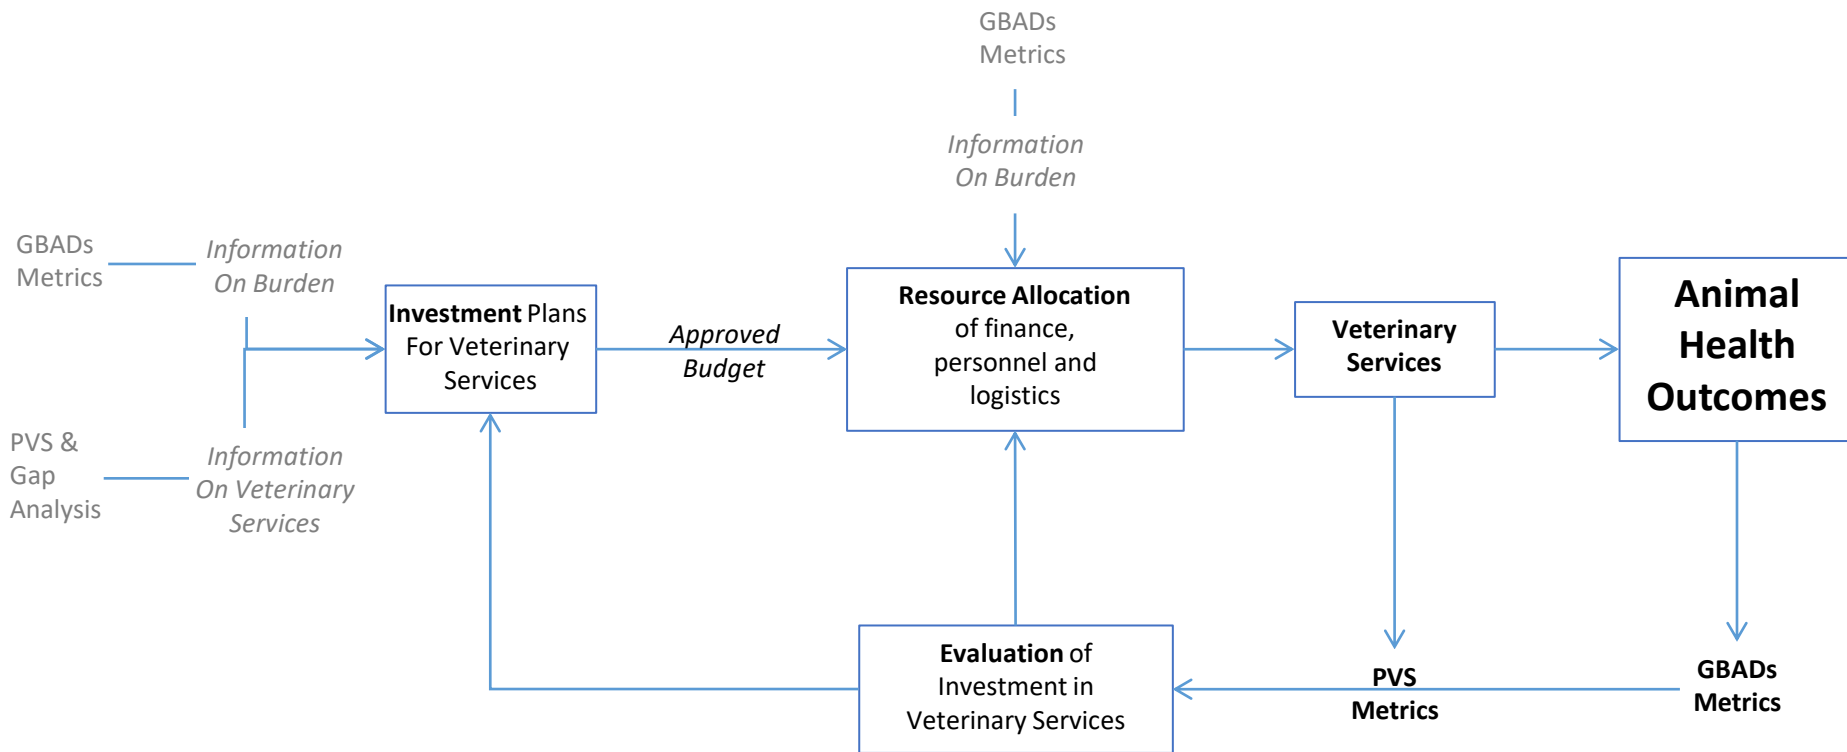 GBADs
Metrics
Information
On Burden
GBADs
Metrics
Information
On Burden
PVS &
Gap
Analysis
Information
On Veterinary
Services
Investment Plans
For Veterinary
Services
Approved
Budget
Resource Allocation
of finance,
personnel and
logistics
Veterinary
Services
Animal
Health
Outcomes
Evaluation of
Investment in
Veterinary Services
PVS
Metrics
GBADs
Metrics